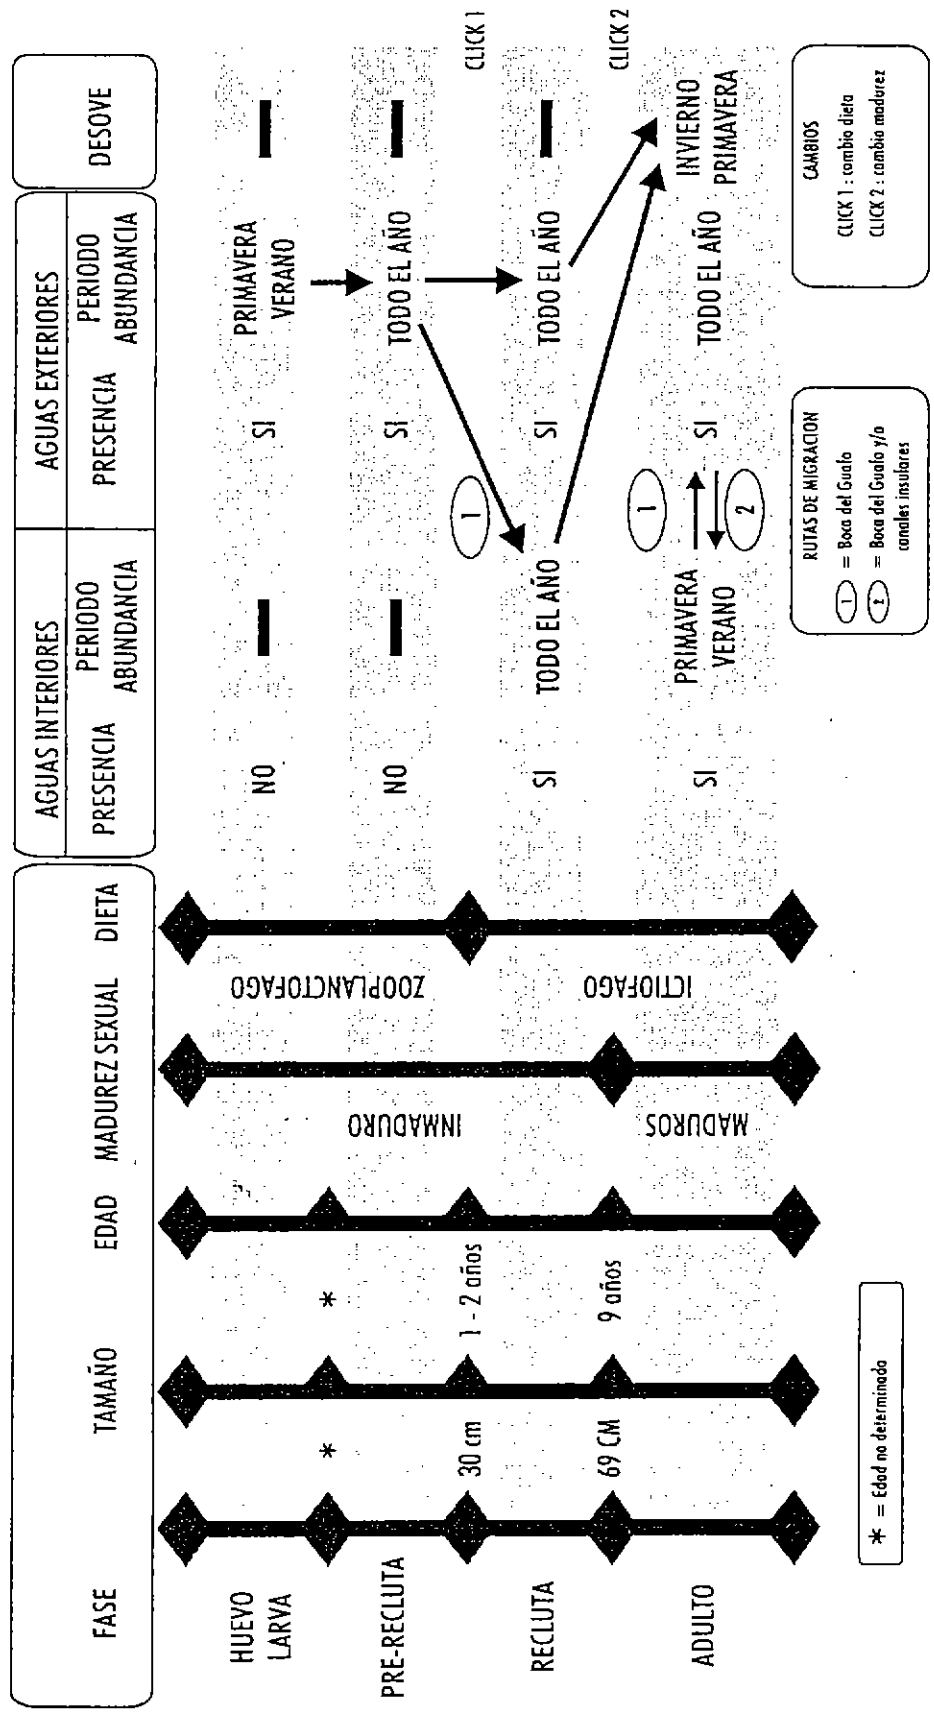 FASE
TAMAÑO
EDAD
MADUREZ SEXUAL
DIETA
AGUAS INTERIORES
PRESENCIA
PERIODO
ABUNDANCIA
AGUAS EXTERIORES
PRESENCIA
PERIODO
ABUNDANCIA
DESOVE
HUEVO
LARVA
NO
SI
PRIMAVERA
VERANO
*
*
PRE-RECLUTA
NO
SI
TODO EL AÑO
ZOOPLANCTOFAGO
INMADURO
30 cm
1 - 2 años
1
CLICK 1
RECLUTA
SI
TODO EL AÑO
SI
TODO EL AÑO
ICTIOFAGO
69 CM
9 años
CLICK 2
ADULTO
MADUROS
SI
PRIMAVERA
VERANO
1
2
SI
TODO EL AÑO
INVIERNO
PRIMAVERA
* = Edad no determinada
RUTAS DE MIGRACION
1 = Boca del Guafo
2 = Boca del Guafo y/o
canales insulares
CAMBIOS
CLICK 1 : cambio dieta
CLICK 2 : cambio madurez